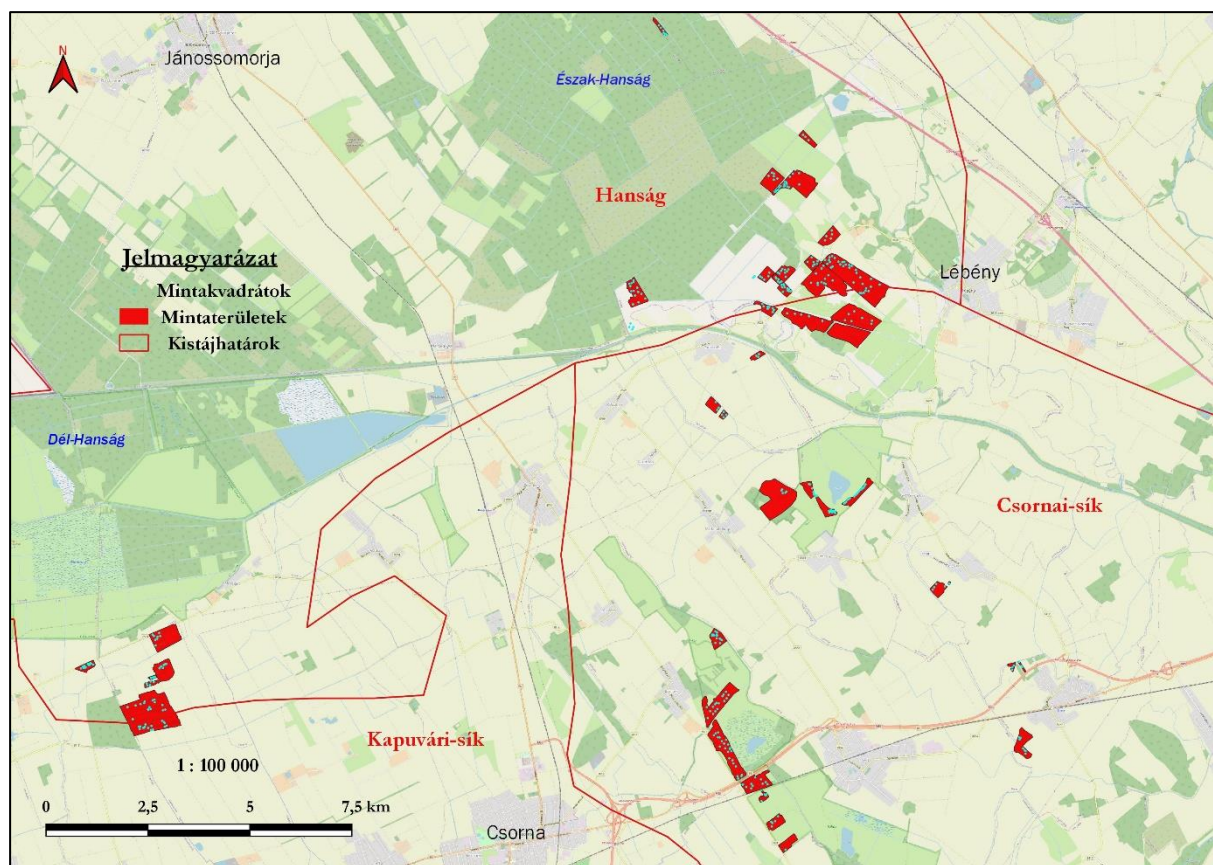 N
Jánossomorja
Észak-Hanság
Hanság
Jelmagyarázat
Mintakvadrátok
Mintaterületek
Kistájhatárok
Lébény
Dél-Hanság
Csornai-sík
Kapuvári-sík
1 : 100 000
0 2,5 5 7,5 km
Csorna